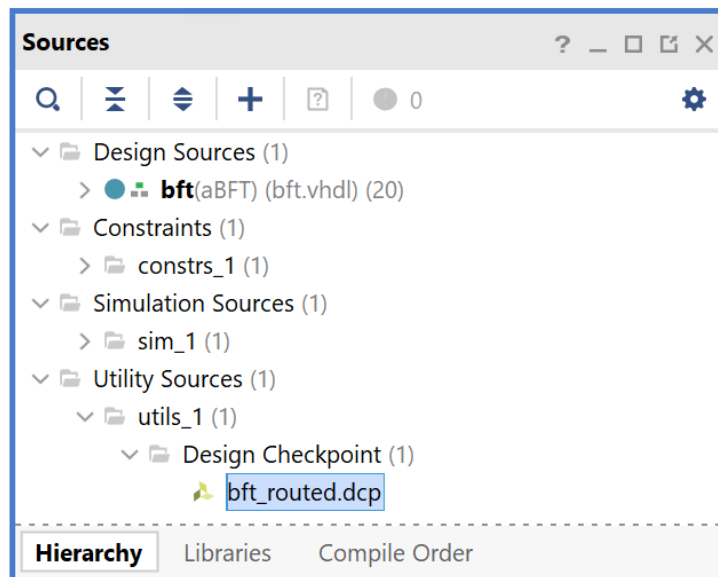 Sources ?
? 0
Design Sources (1)
bft(aBFT) (bft.vhdl) (20)
Constraints (1)
constrs_1 (1)
Simulation Sources (1)
sim_1 (1)
Utility Sources (1)
utils_1 (1)
Design Checkpoint (1)
bft_routed.dcp
Hierarchy Libraries Compile Order